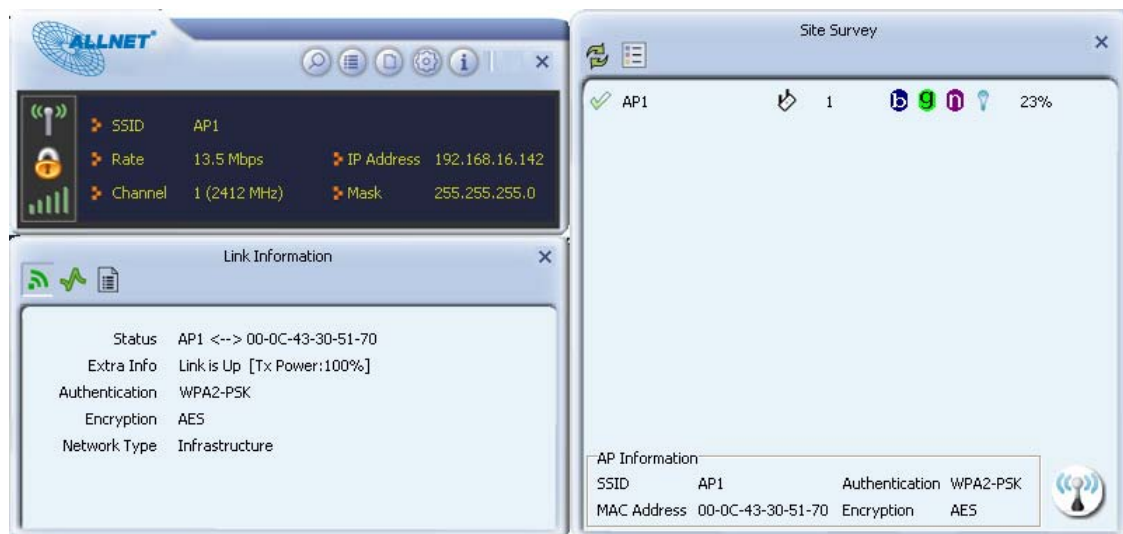 ALLNET
SSID AP1
Rate 13.5 Mbps IP Address 192.168.16.142
Channel 1 (2412 MHz) Mask 255.255.255.0
Link Information
Status AP1 <--> 00-0C-43-30-51-70
Extra Info Link is Up [Tx Power:100%]
Authentication WPA2-PSK
Encryption AES
Network Type Infrastructure
Site Survey
AP1 1 b g n 23%
AP Information
SSID AP1 Authentication WPA2-PSK
MAC Address 00-0C-43-30-51-70 Encryption AES